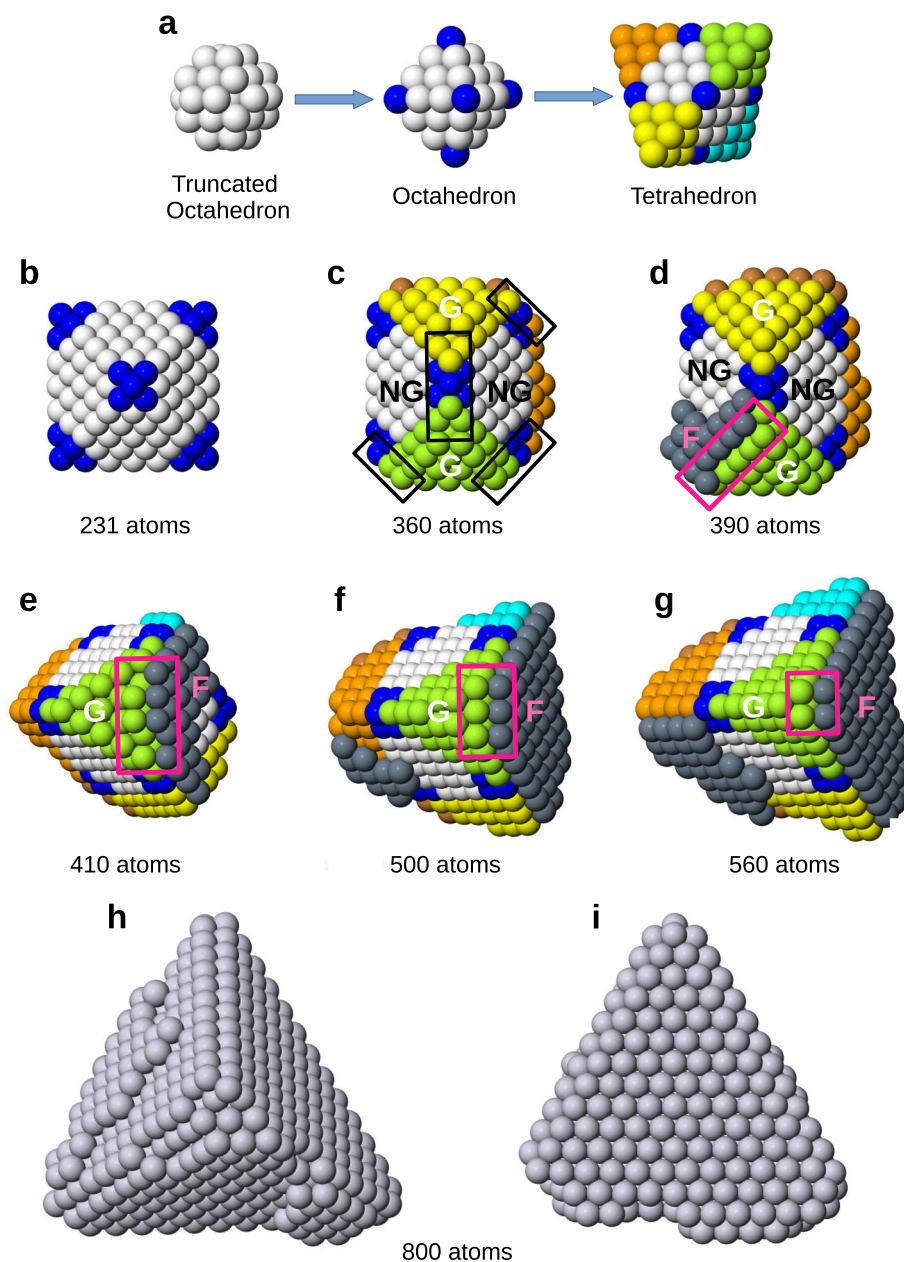 a
Truncated
Octahedron
Octahedron
Tetrahedron
b
c
d
G
NG
NG
G
G
NG
NG
F
G
231 atoms
360 atoms
390 atoms
e
f
g
G
F
G
F
G
F
410 atoms
500 atoms
560 atoms
h
i
800 atoms